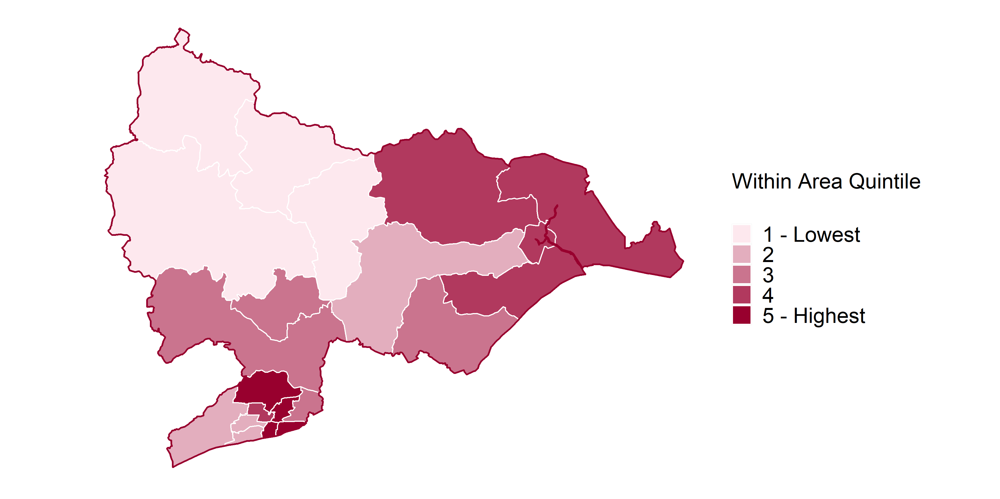 Within Area Quintile
1 - Lowest
2
3
4
5 - Highest